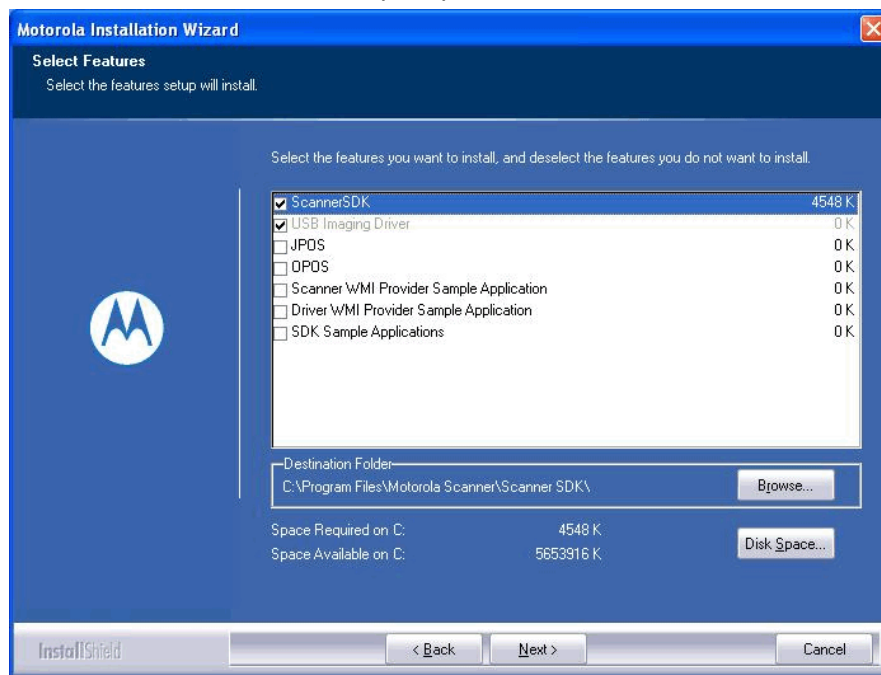 Motorola Installation Wizard
Select Features
Select the features setup will install.
Select the features you want to install, and deselect the features you do not want to install.
ScannerSDK 4548 K
USB Imaging Driver 0 K
JPOS 0 K
OPOS 0 K
Scanner WMI Provider Sample Application 0 K
Driver WMI Provider Sample Application 0 K
SDK Sample Applications 0 K
Destination Folder
C:\Program Files\Motorola Scanner\Scanner SDK\ Browse...
Space Required on C: 4548 K
Space Available on C: 5653916 K
Disk Space...
InstallShield
< Back Next > Cancel